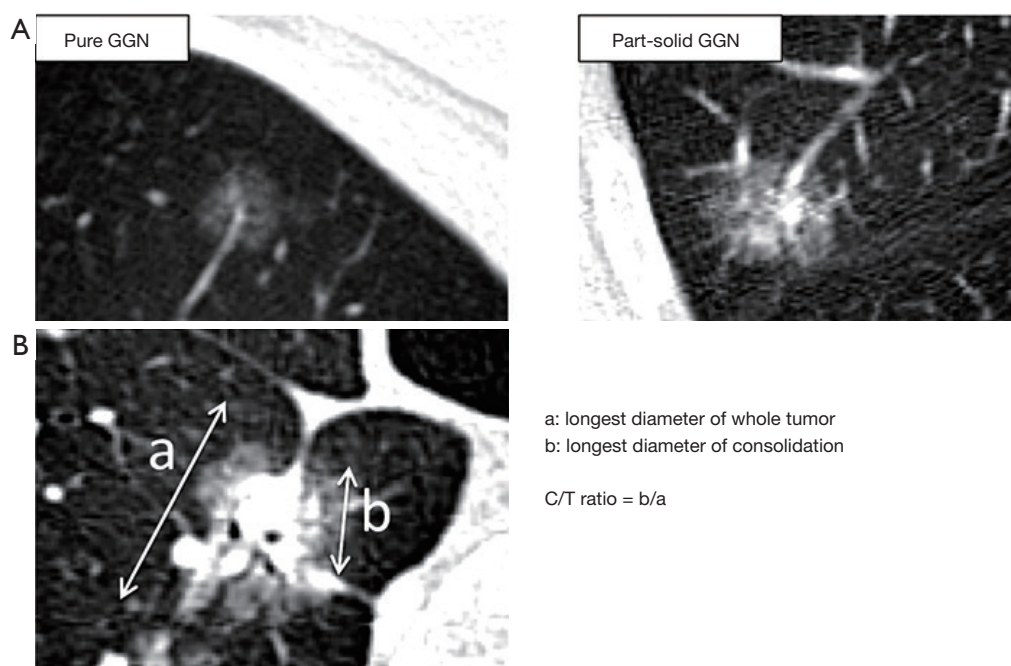 A
Pure GGN
Part-solid GGN
B
a
b
a: longest diameter of whole tumor
b: longest diameter of consolidation
C/T ratio = b/a